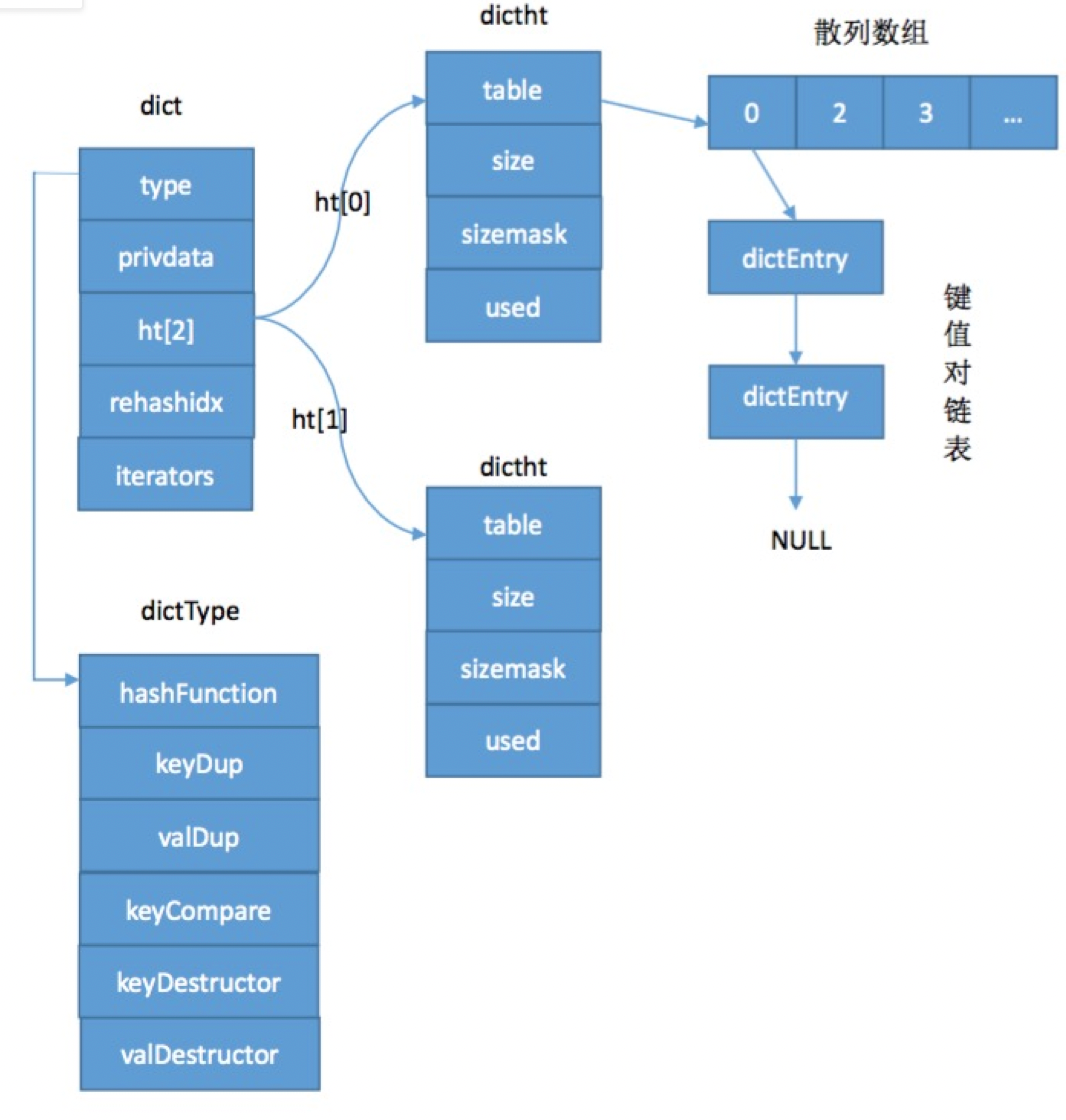 dict
type
privdata
ht[2]
rehashidx
iterators
dictType
hashFunction
keyDup
valDup
keyCompare
keyDestructor
valDestructor
ht[0]
ht[1]
dictht
table
size
sizemask
used
dictht
table
size
sizemask
used
散列数组
0 2 3 ...
dictEntry
dictEntry
NULL
键
值
对
链
表